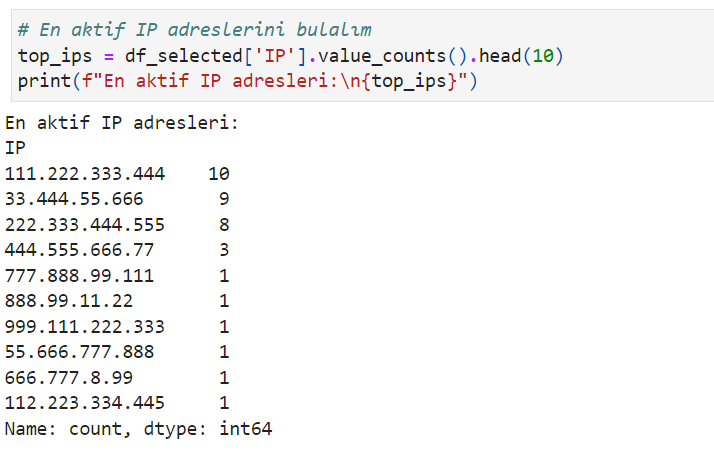 # En aktif IP adreslerini bulalım
top_ips = df_selected['IP'].value_counts().head(10)
print(f"En aktif IP adresleri:\n{top_ips}")
En aktif IP adresleri:
IP
111.222.333.444    10
33.444.55.666       9
222.333.444.555     8
444.555.666.77      3
777.888.99.111      1
888.99.11.22        1
999.111.222.333     1
55.666.777.888      1
666.777.8.99        1
112.223.334.445     1
Name: count, dtype: int64